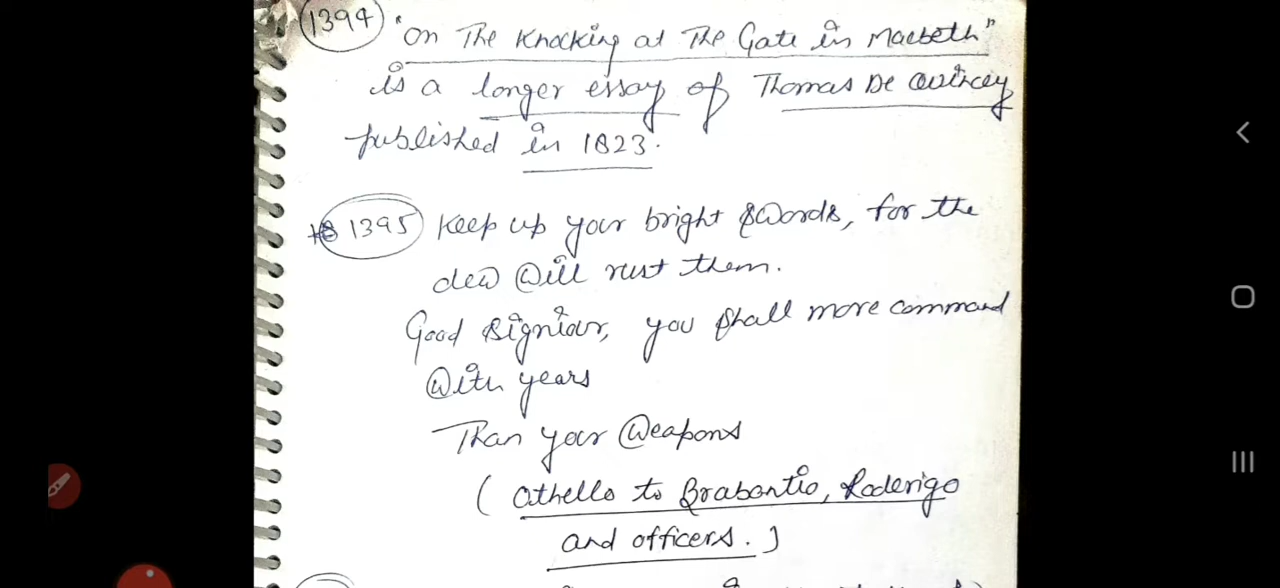 1394 "On The Knocking at The Gate in Macbeth"
is a longer essay of Thomas De Quincey
published in 1823.
1395 Keep up your bright swords, for the
dew will rust them.
Good Signior, you shall more command
with years
Than your weapons
(Othello to Brabantio, Roderigo
and officers.)